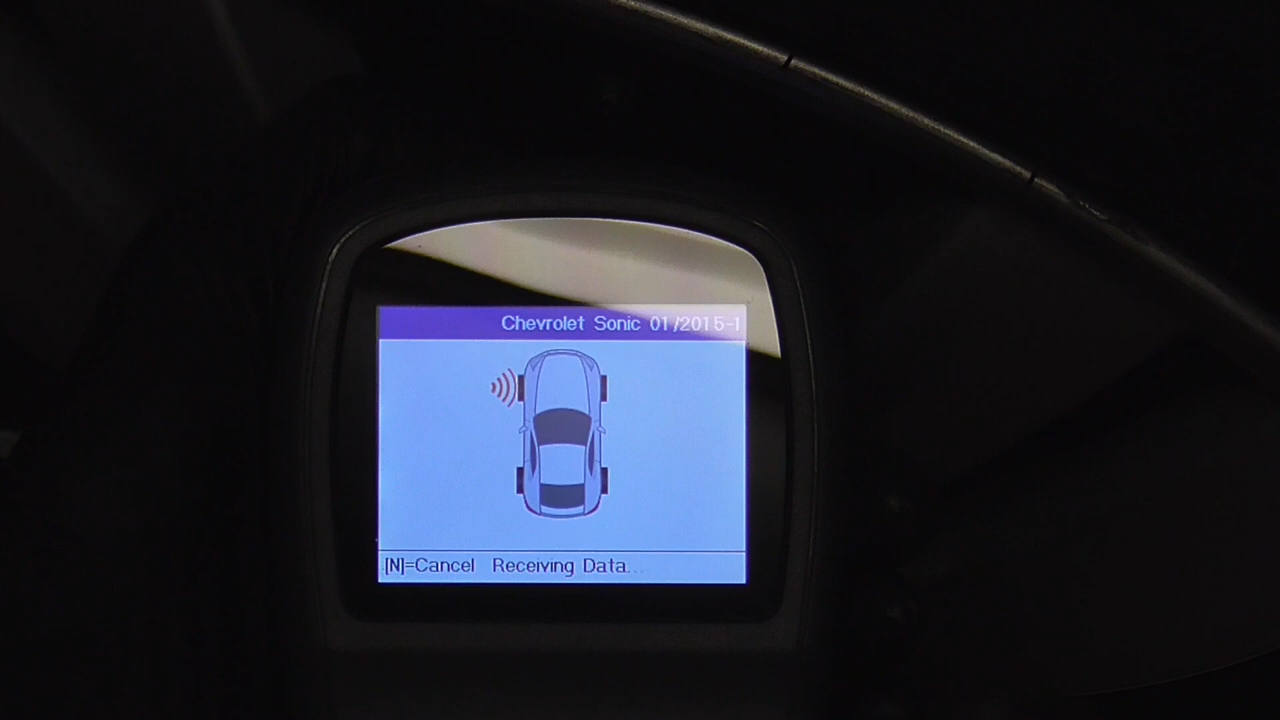 Chevrolet Sonic 01/2015-1
[N]=Cancel Receiving Data...